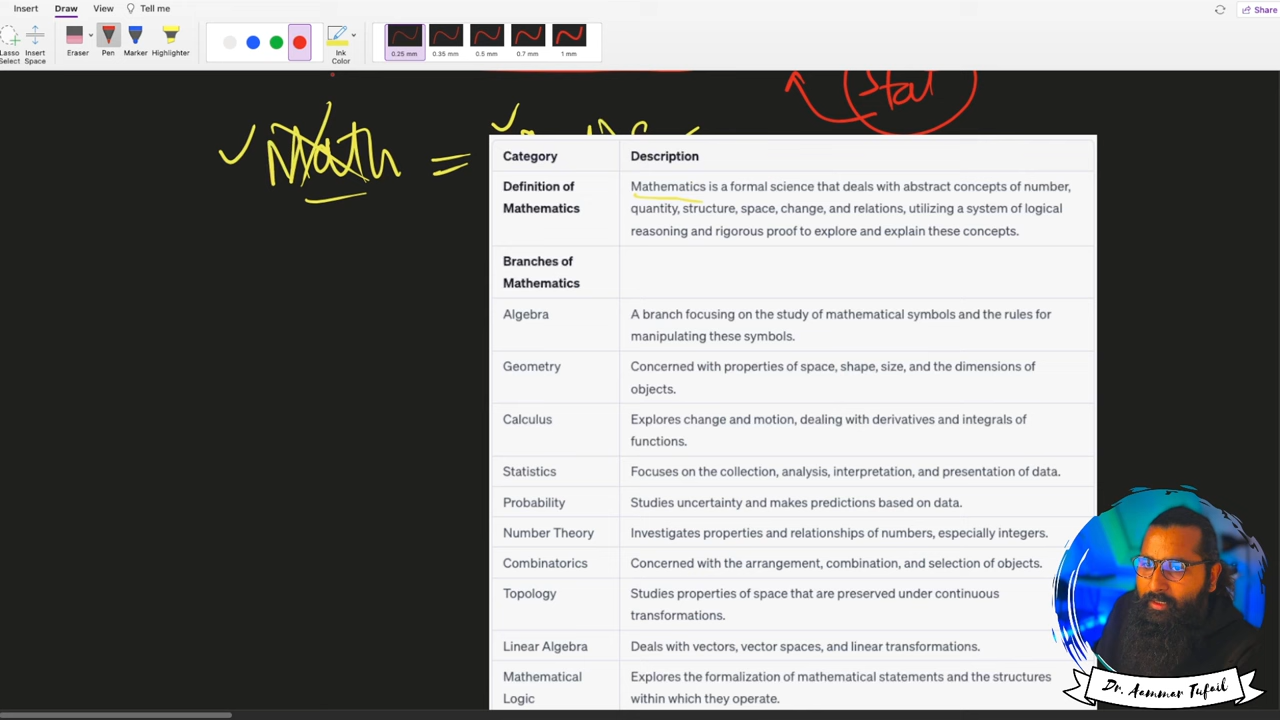 Insert Draw View Tell me
Share
Lasso Select
Insert Space
Eraser
Pen
Marker
Highlighter
Ink Color
0.25 mm
0.35 mm
0.5 mm
0.7 mm
1 mm
Stat
Math =
Category Description
Definition of Mathematics
Mathematics is a formal science that deals with abstract concepts of number,
quantity, structure, space, change, and relations, utilizing a system of logical
reasoning and rigorous proof to explore and explain these concepts.
Branches of
Mathematics
Algebra
A branch focusing on the study of mathematical symbols and the rules for
manipulating these symbols.
Geometry
Concerned with properties of space, shape, size, and the dimensions of
objects.
Calculus
Explores change and motion, dealing with derivatives and integrals of
functions.
Statistics
Focuses on the collection, analysis, interpretation, and presentation of data.
Probability
Studies uncertainty and makes predictions based on data.
Number Theory
Investigates properties and relationships of numbers, especially integers.
Combinatorics
Concerned with the arrangement, combination, and selection of objects.
Topology
Studies properties of space that are preserved under continuous
transformations.
Linear Algebra
Deals with vectors, vector spaces, and linear transformations.
Mathematical
Logic
Explores the formalization of mathematical statements and the structures
within which they operate.
Dr. Aammar Tufail